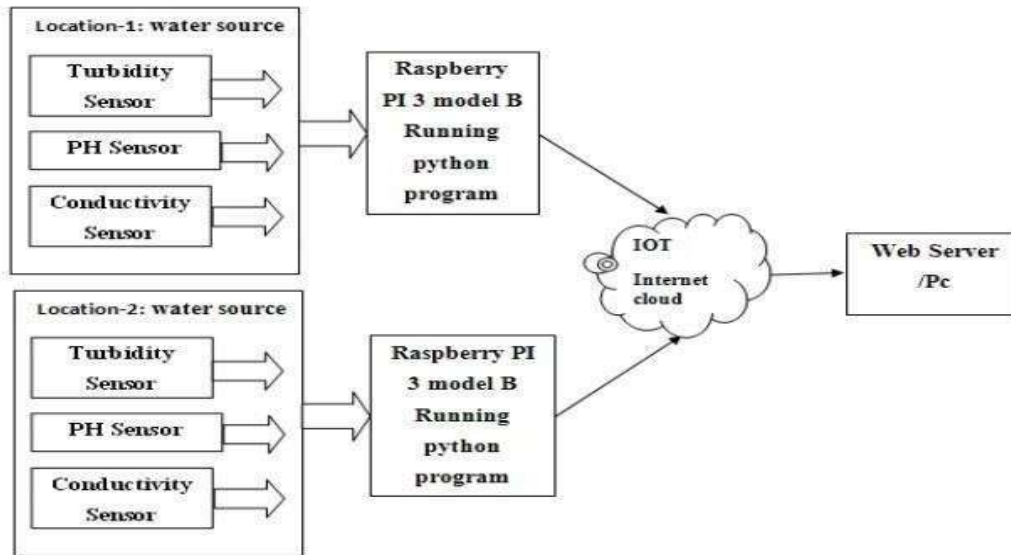 Location-1: water source
Turbidity
Sensor
PH Sensor
Conductivity
Sensor
Raspberry
PI 3 model B
Running
python
program
Location-2: water source
Turbidity
Sensor
PH Sensor
Conductivity
Sensor
Raspberry PI
3 model B
Running
python
program
IOT
Internet
cloud
Web Server
/Pc